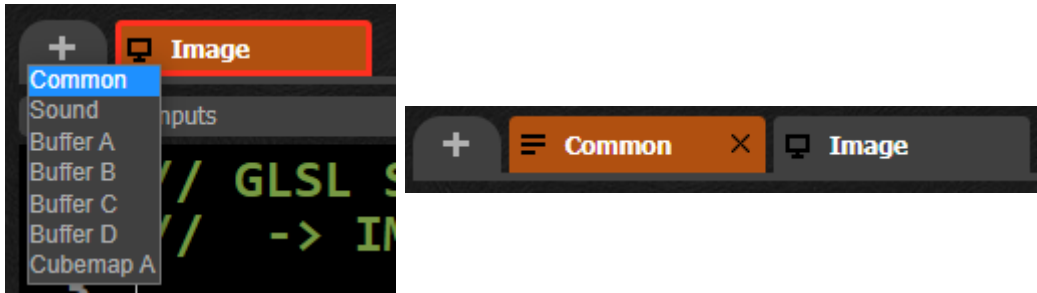 + Image
Common
Sound
Buffer A
Buffer B
Buffer C
Buffer D
Cubemap A
nputs
// GLSL S
// -> IM
+ Common × Image